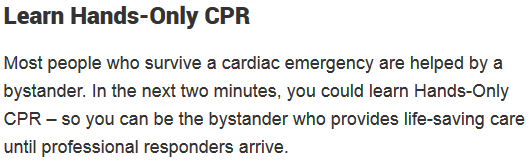 Learn Hands-Only CPR
Most people who survive a cardiac emergency are helped by a
bystander. In the next two minutes, you could learn Hands-Only
CPR – so you can be the bystander who provides life-saving care
until professional responders arrive.